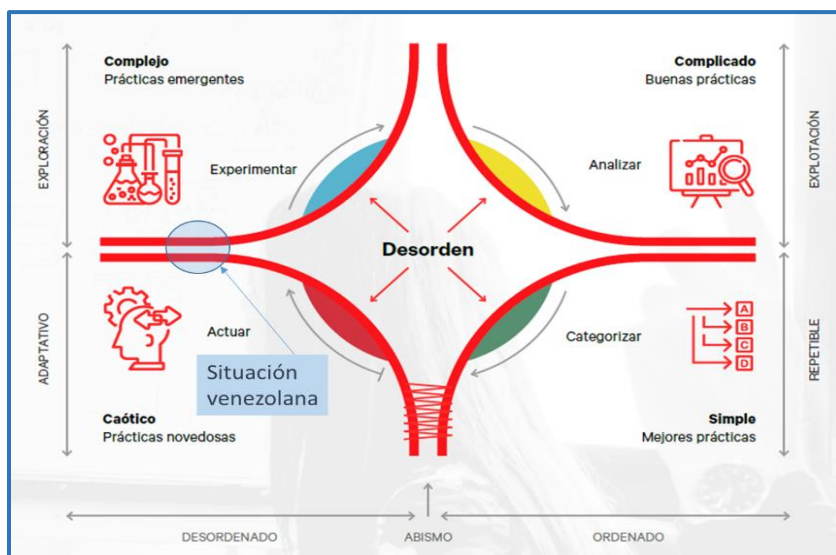 Complejo
Prácticas emergentes
Complicado
Buenas prácticas
EXPLORACIÓN
EXPLOTACIÓN
Experimentar
Analizar
Desorden
ADAPTATIVO
REPETIBLE
Actuar
Categorizar
A
B
C
D
Situación
venezolana
Caótico
Prácticas novedosas
Simple
Mejores prácticas
DESORDENADO
ABISMO
ORDENADO